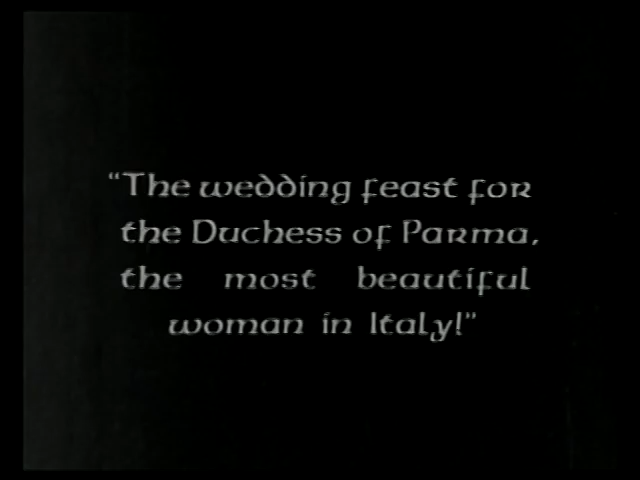 “The wedding feast for
the Duchess of Parma,
the most beautiful
woman in Italy!”